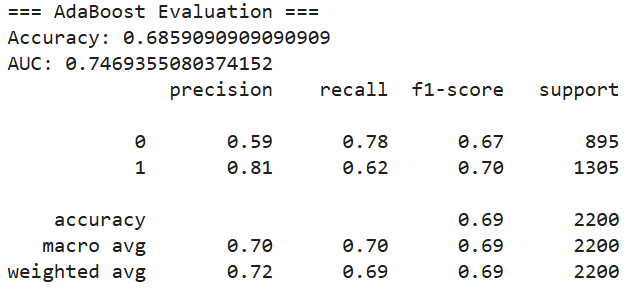 === AdaBoost Evaluation ===
Accuracy: 0.6859090909090909
AUC: 0.7469355080374152
precision recall f1-score support
0 0.59 0.78 0.67 895
1 0.81 0.62 0.70 1305
accuracy 0.69 2200
macro avg 0.70 0.70 0.69 2200
weighted avg 0.72 0.69 0.69 2200